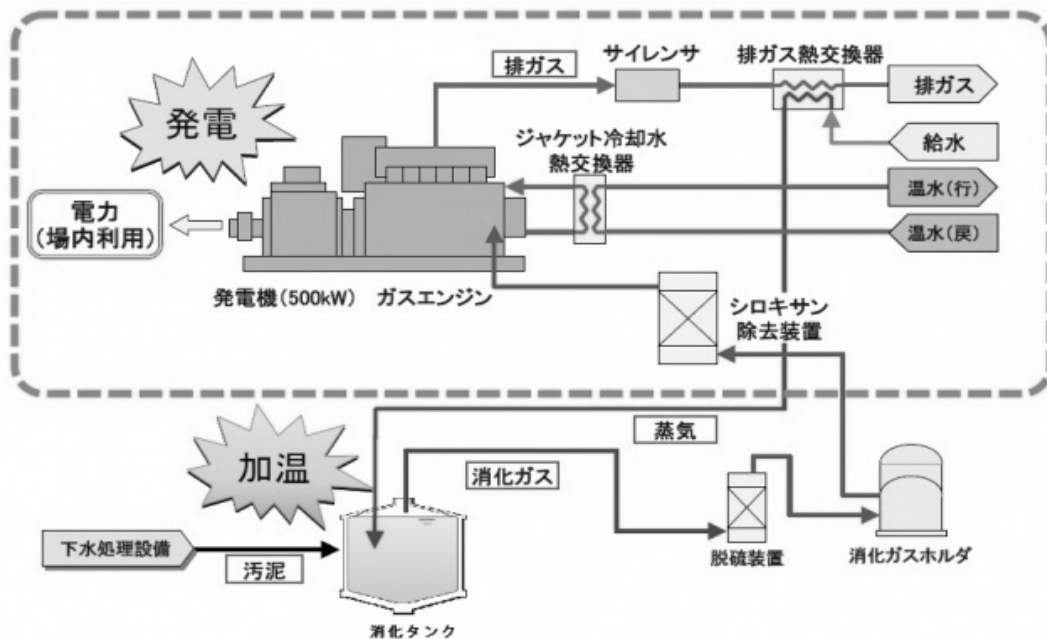 サイレンサ
排ガス熱交換器
排ガス
排ガス
発電
給水
ジャケット冷却水
熱交換器
温水(行)
電力
(場内利用)
温水(戻)
発電機(500kW)
ガスエンジン
シロキサン
除去装置
蒸気
加温
消化ガス
下水処理設備
汚泥
脱硫装置
消化ガスホルダ
消化タンク